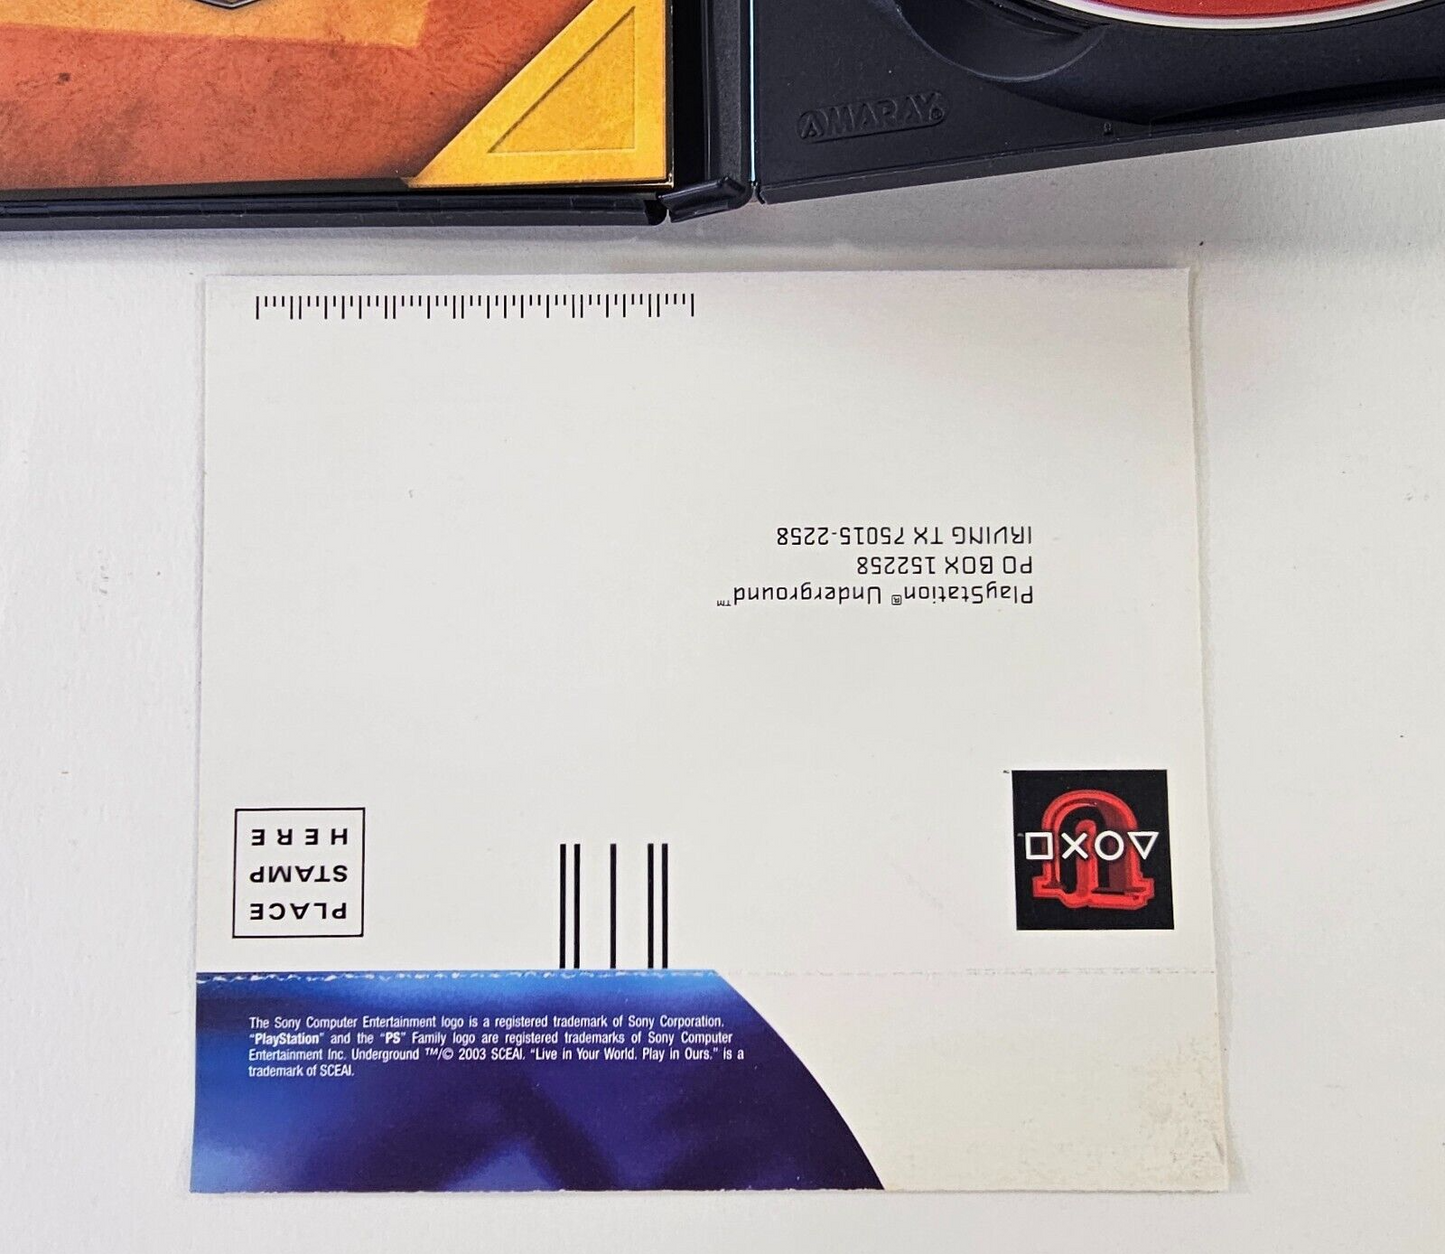 AMARAY®
IRVING TX 75015-2258
PO BOX 152258
PlayStation® Underground™
HERE
STAMP
PLACE
The Sony Computer Entertainment logo is a registered trademark of Sony Corporation.
"PlayStation" and the "PS" Family logo are registered trademarks of Sony Computer
Entertainment Inc. Underground ™/© 2003 SCEAI. "Live in Your World. Play in Ours." is a
trademark of SCEAI.